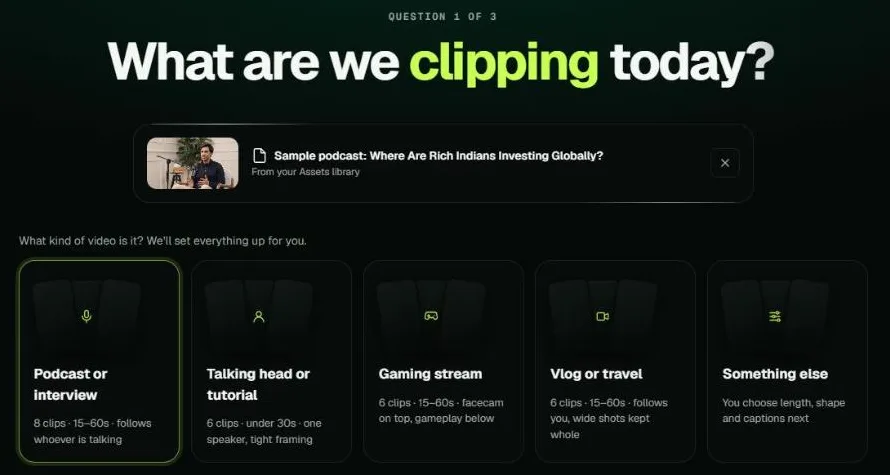 QUESTION 1 OF 3
What are we clipping today?
Sample podcast: Where Are Rich Indians Investing Globally?
From your Assets library
What kind of video is it? We'll set everything up for you.
Podcast or
interview
8 clips · 15–60s · follows
whoever is talking
Talking head or
tutorial
6 clips · under 30s · one
speaker, tight framing
Gaming stream
6 clips · 15–60s · facecam
on top, gameplay below
Vlog or travel
6 clips · 15–60s · follows
you, wide shots kept
whole
Something else
You choose length, shape
and captions next